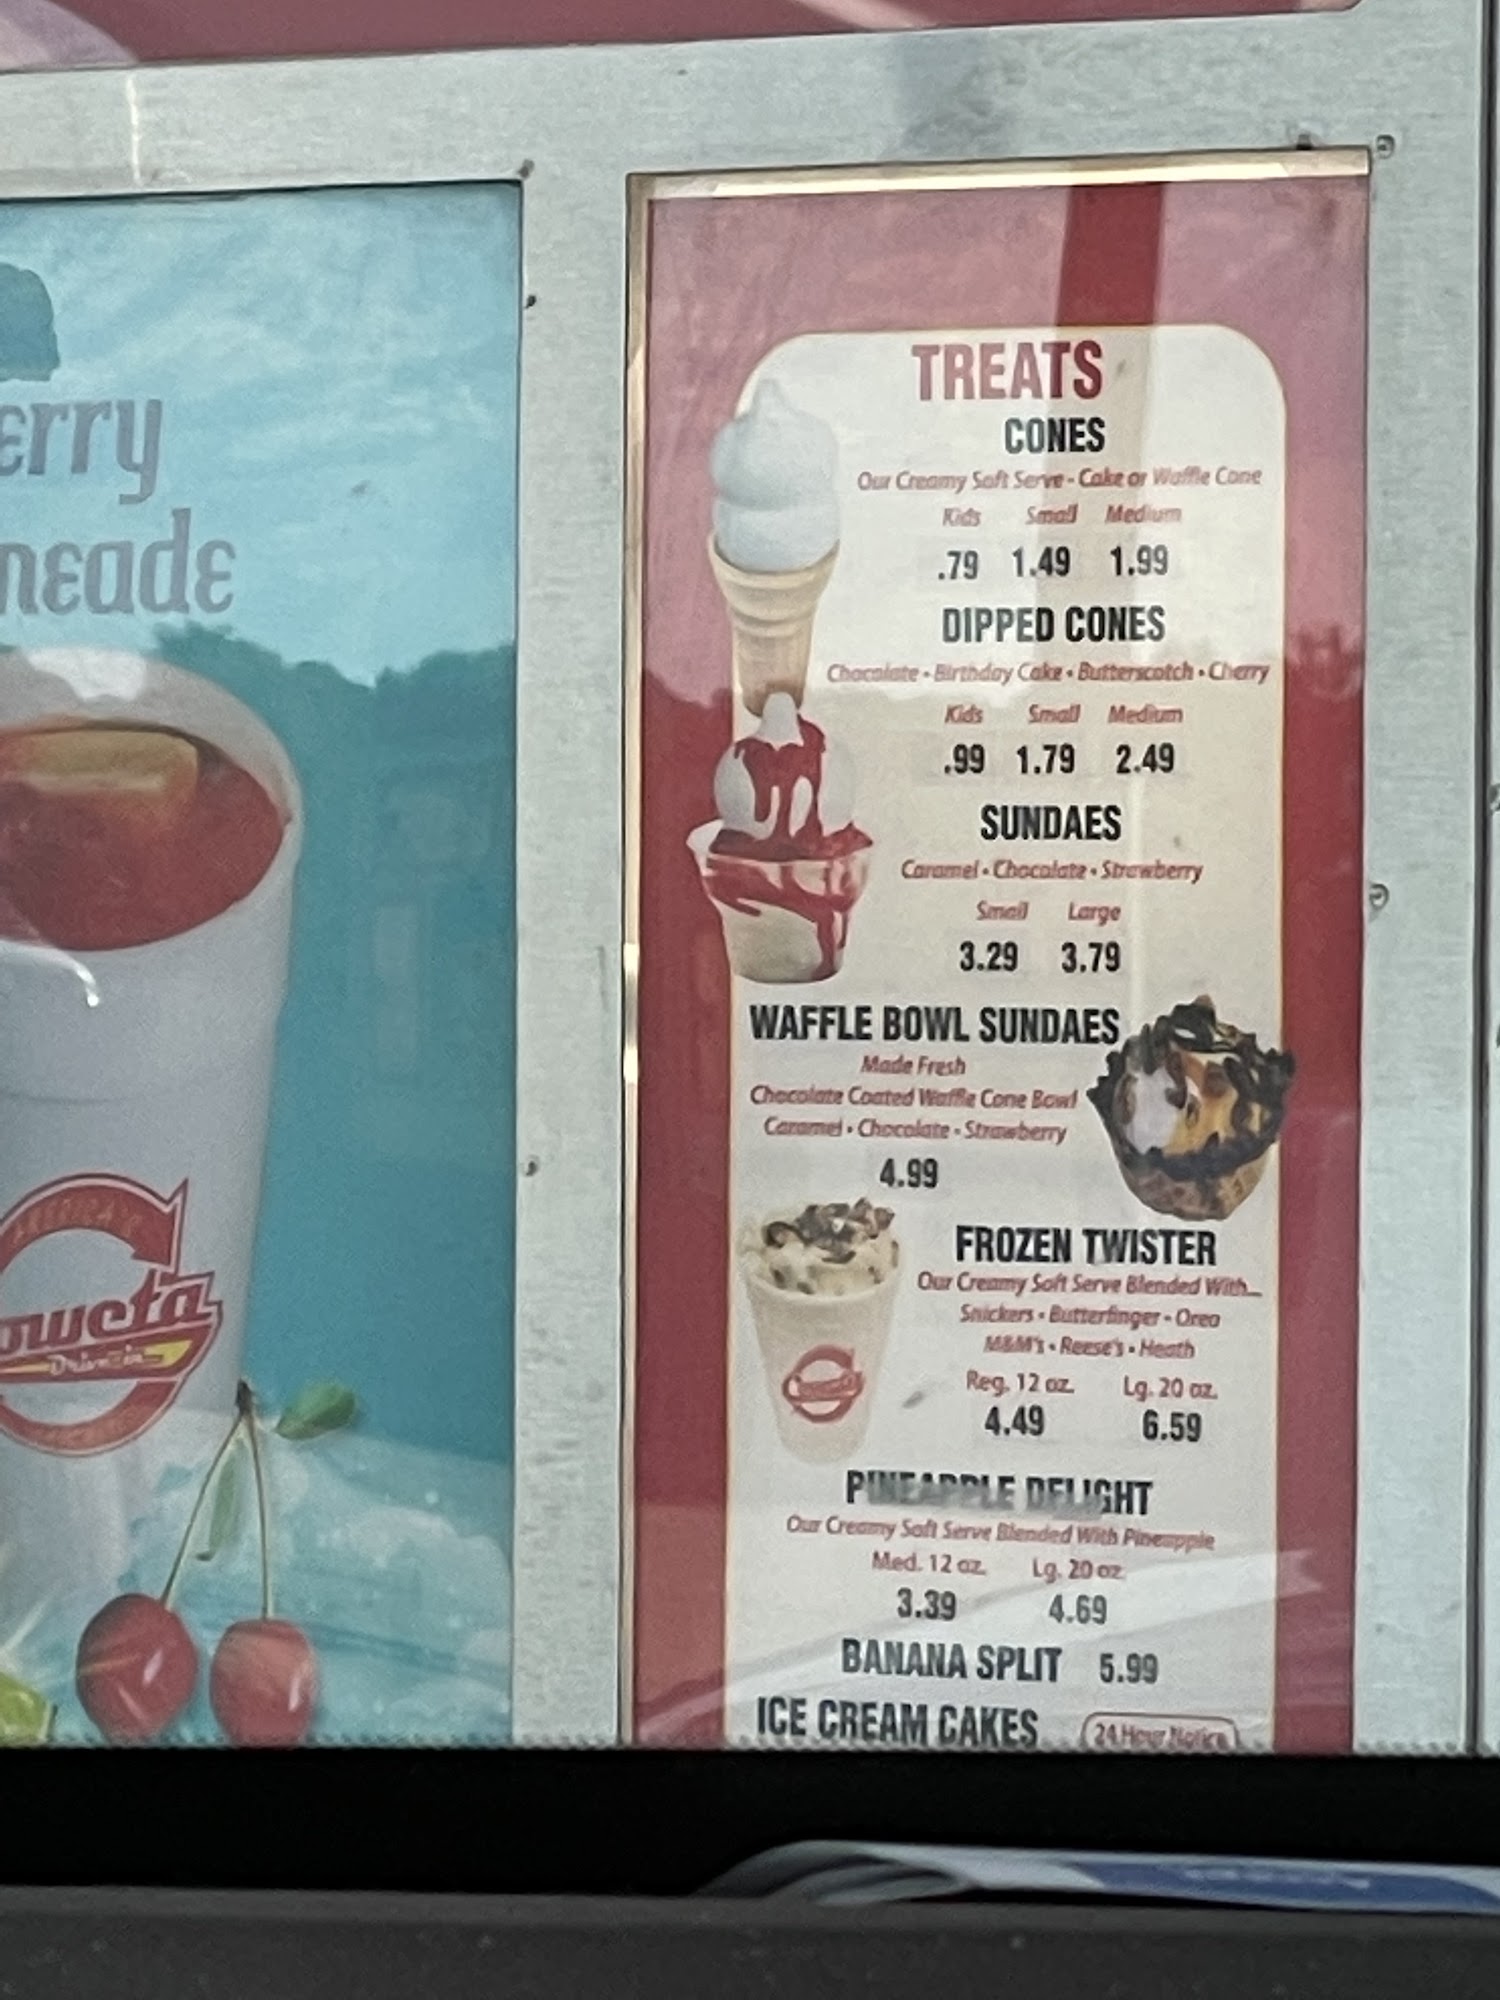 erry
neade
TREATS
CONES
Our Creamy Soft Serve - Cake or Waffle Cone
Kids Small Medium
.79 1.49 1.99
DIPPED CONES
Chocolate • Birthday Cake • Butterscotch • Cherry
Kids Small Medium
.99 1.79 2.49
SUNDAES
Caramel • Chocolate • Strawberry
Small Large
3.29 3.79
WAFFLE BOWL SUNDAES
Made Fresh
Chocolate Coated Waffle Cone Bowl
Caramel • Chocolate • Strawberry
4.99
FROZEN TWISTER
Our Creamy Soft Serve Blended With...
Snickers • Butterfinger • Oreo
M&M's • Reese's • Heath
Reg. 12 oz. Lg. 20 oz.
4.49 6.59
PINEAPPLE DELIGHT
Our Creamy Soft Serve Blended With Pineapple
Med. 12 oz. Lg. 20 oz.
3.39 4.69
BANANA SPLIT 5.99
ICE CREAM CAKES 24 Hour Notice
oweta
Drive-in